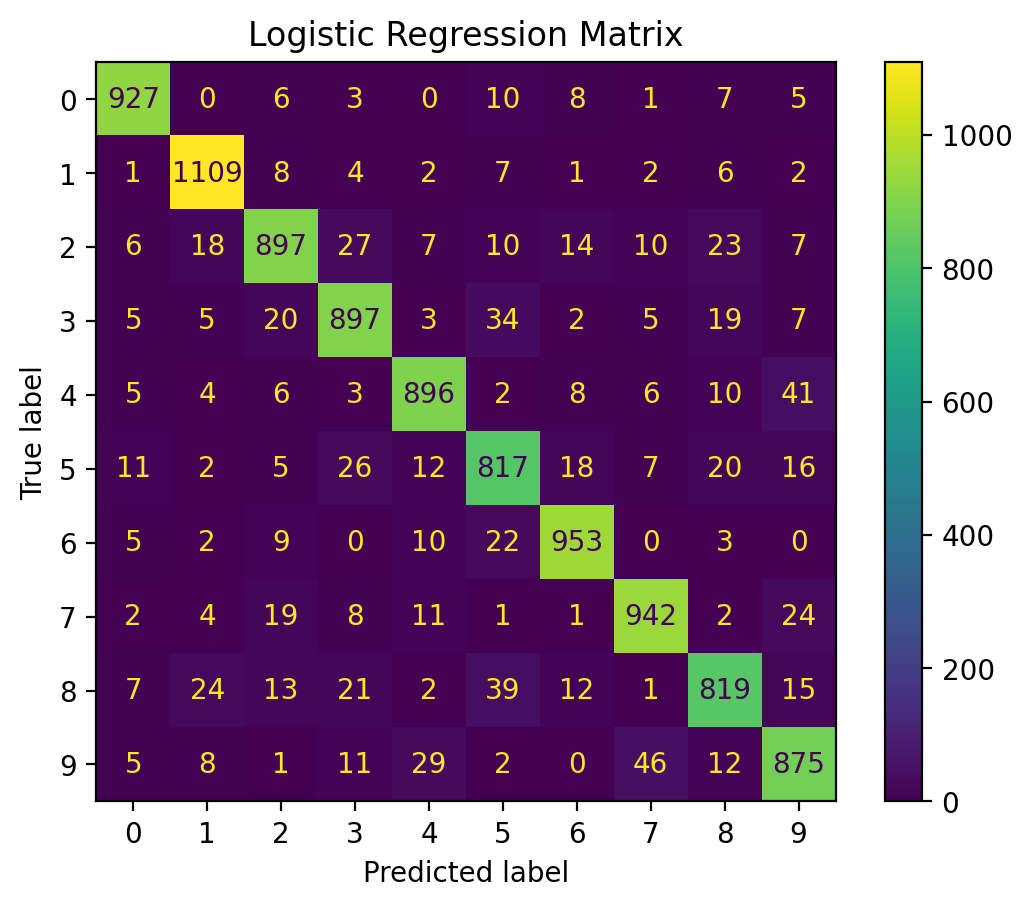 Logistic Regression Matrix
0 927 0 6 3 0 10 8 1 7 5
1 1 1109 8 4 2 7 1 2 6 2
2 6 18 897 27 7 10 14 10 23 7
3 5 5 20 897 3 34 2 5 19 7
4 5 4 6 3 896 2 8 6 10 41
5 11 2 5 26 12 817 18 7 20 16
6 5 2 9 0 10 22 953 0 3 0
7 2 4 19 8 11 1 1 942 2 24
8 7 24 13 21 2 39 12 1 819 15
9 5 8 1 11 29 2 0 46 12 875
0 1 2 3 4 5 6 7 8 9
Predicted label
True label
1000
800
600
400
200
0